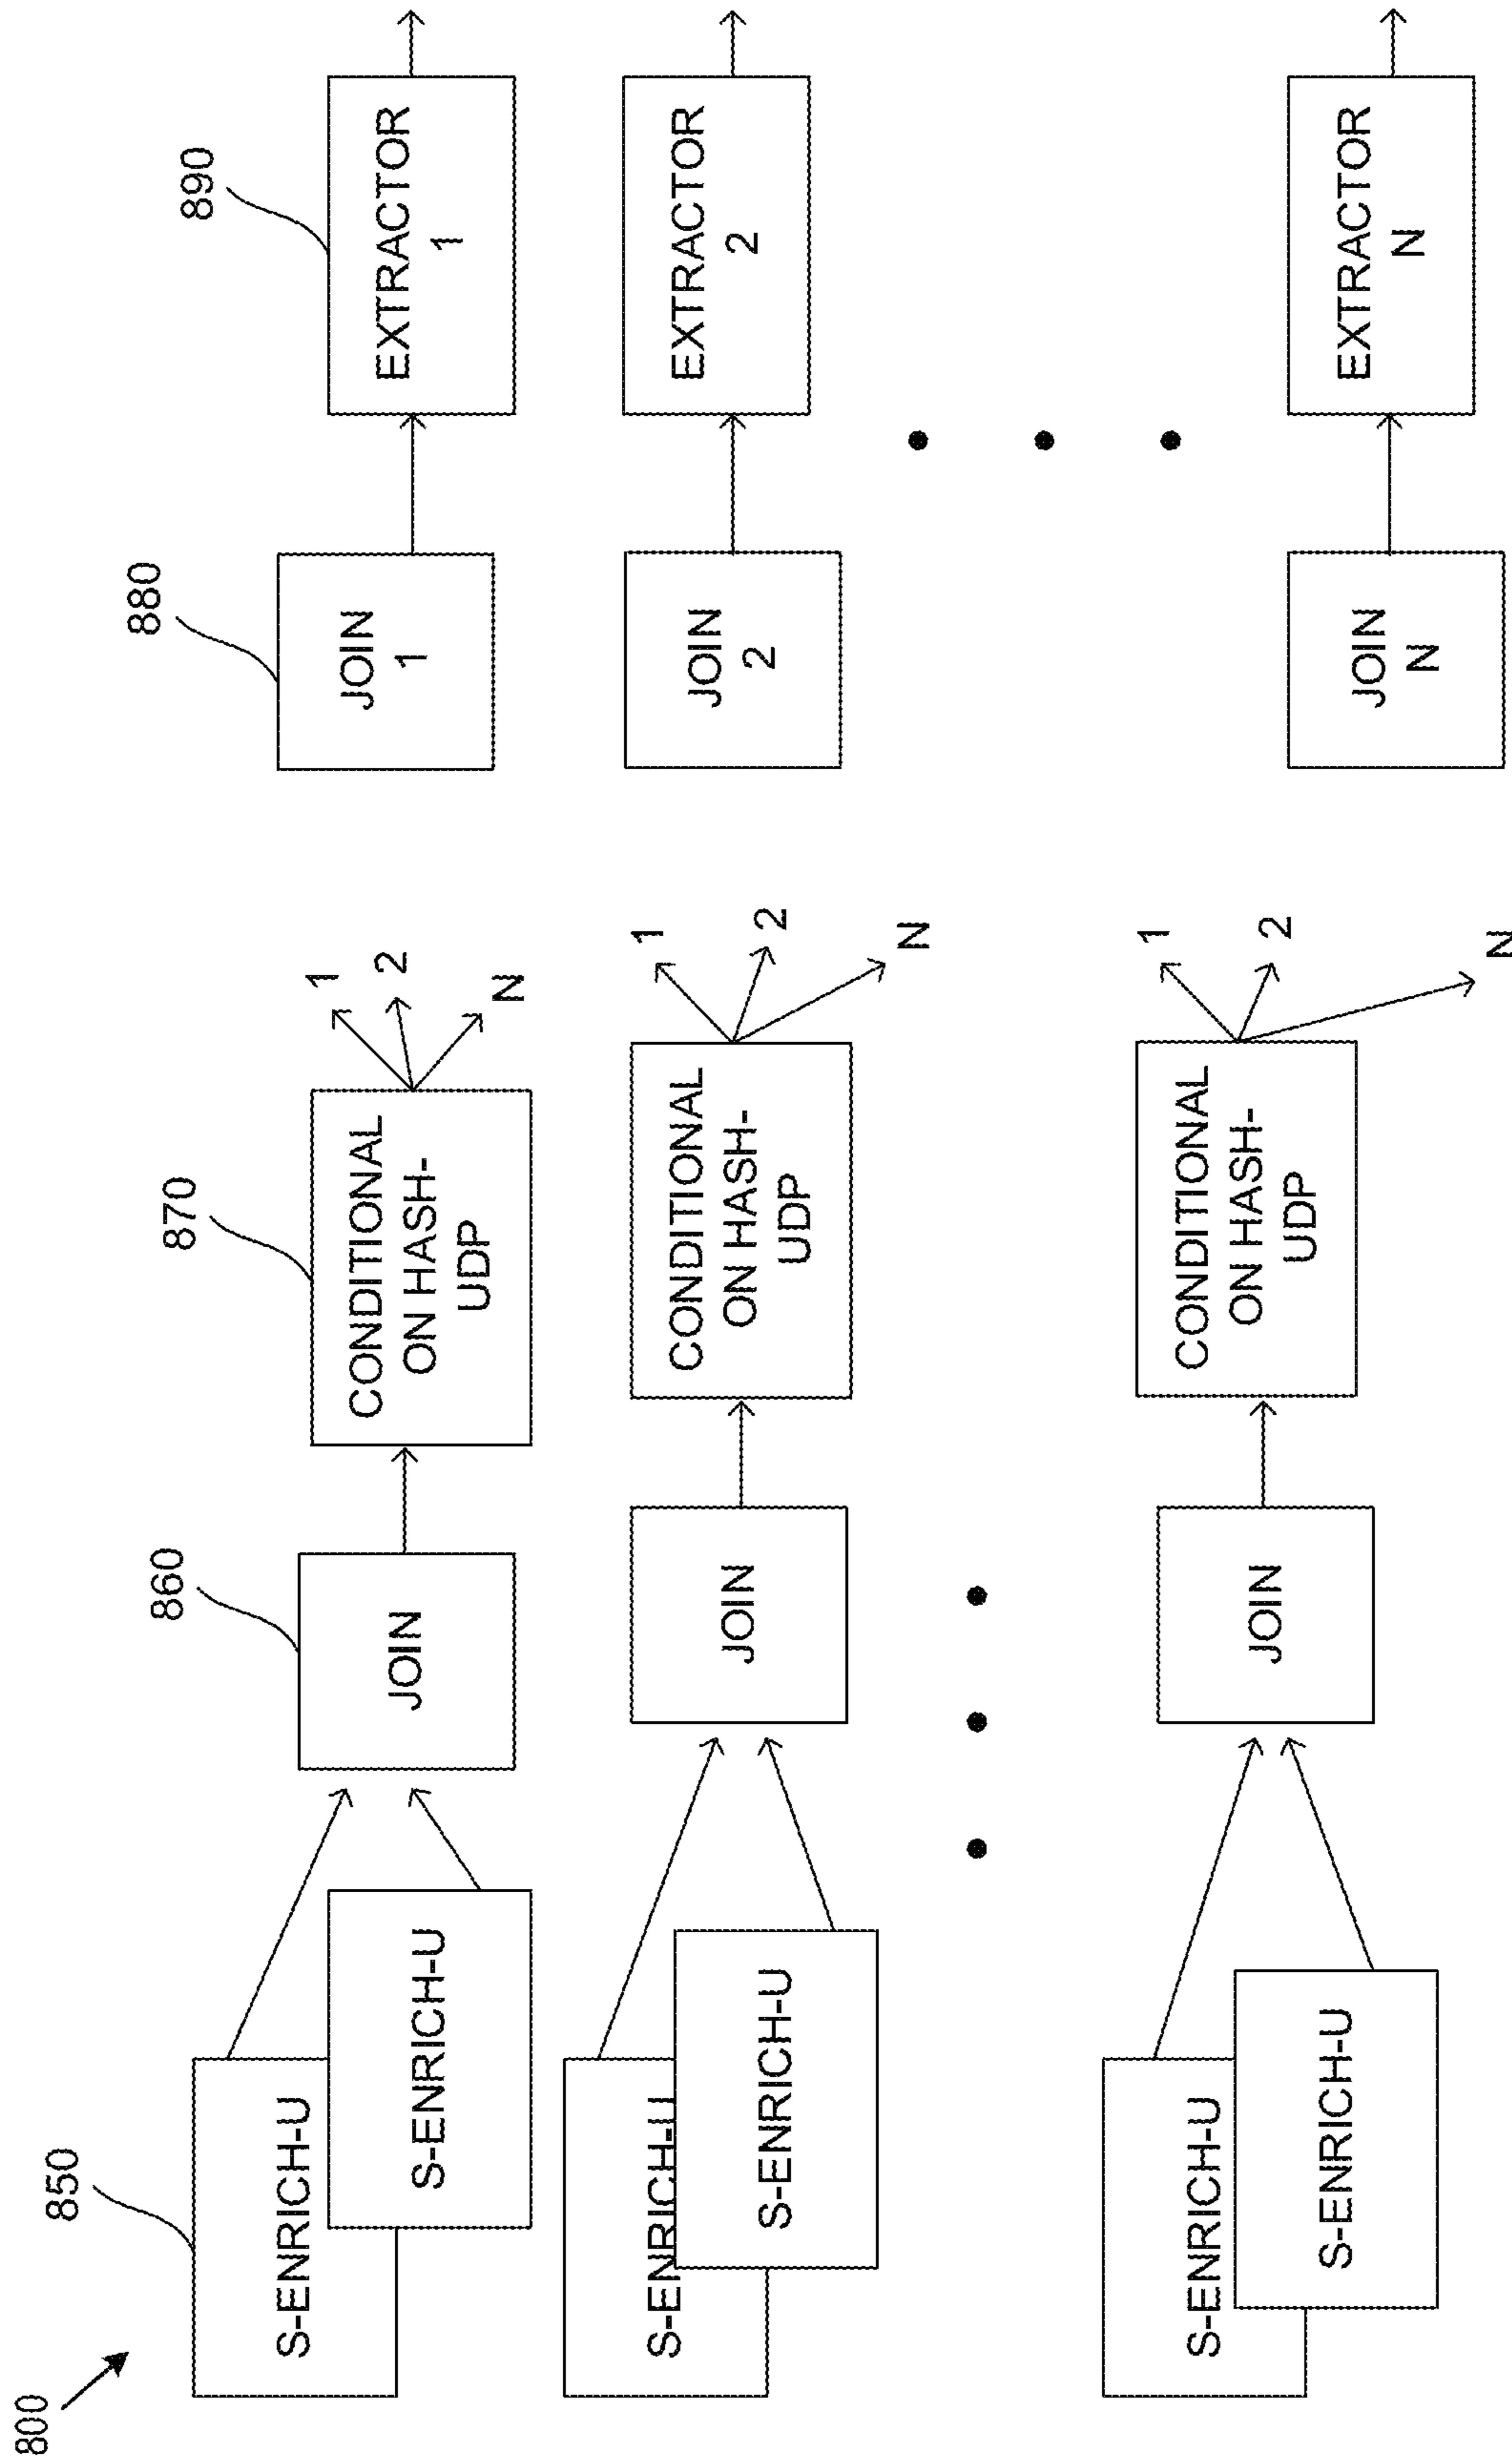 800
850
S-ENRICH-U
S-ENRICH-U
860
JOIN
870
CONDITIONAL
ON HASH-
UDP
1
2
N
880
JOIN
1
890
EXTRACTOR
1
S-ENRICH-U
S-ENRICH-U
JOIN
CONDITIONAL
ON HASH-
UDP
1
2
N
JOIN
2
EXTRACTOR
2
S-ENRICH-U
S-ENRICH-U
JOIN
CONDITIONAL
ON HASH-
UDP
1
2
N
JOIN
N
EXTRACTOR
N